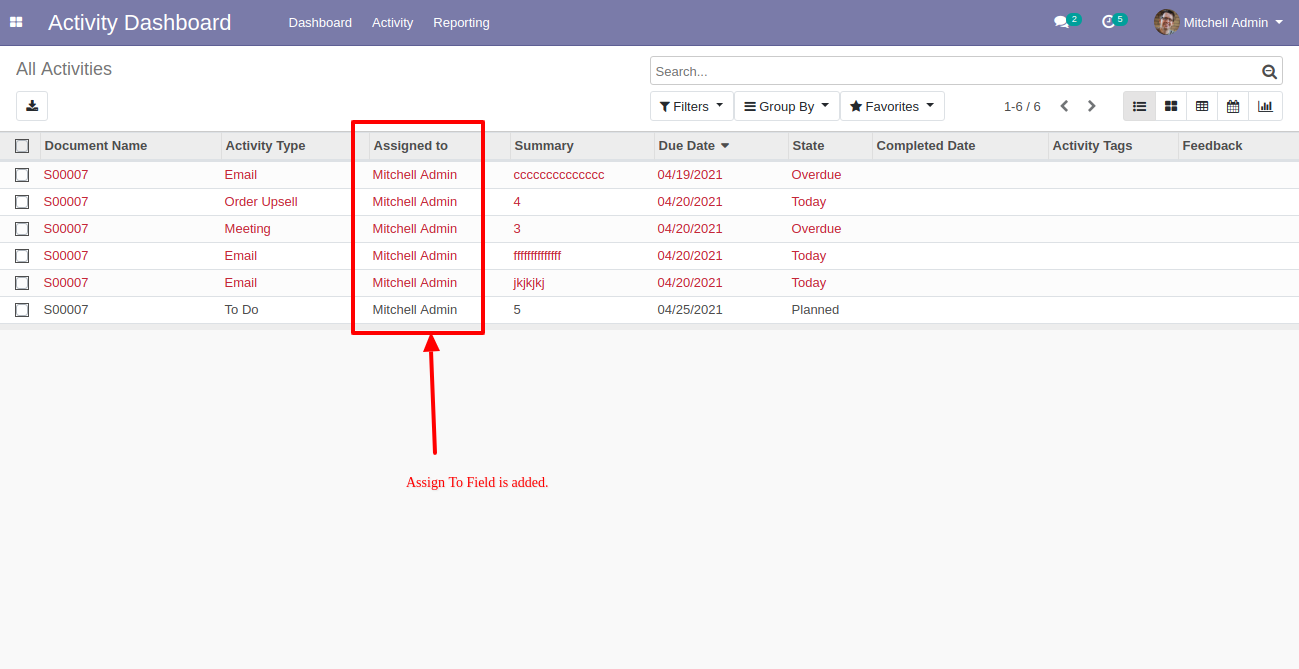 Activity Dashboard Dashboard Activity Reporting 2 5 Mitchell Admin
All Activities Search...
Filters Group By Favorites 1-6 / 6
Document Name Activity Type Assigned to Summary Due Date State Completed Date Activity Tags Feedback
S00007 Email Mitchell Admin cccccccccccccc 04/19/2021 Overdue
S00007 Order Upsell Mitchell Admin 4 04/20/2021 Today
S00007 Meeting Mitchell Admin 3 04/20/2021 Overdue
S00007 Email Mitchell Admin ffffffffffffff 04/20/2021 Today
S00007 Email Mitchell Admin jkjkjkj 04/20/2021 Today
S00007 To Do Mitchell Admin 5 04/25/2021 Planned
Assign To Field is added.